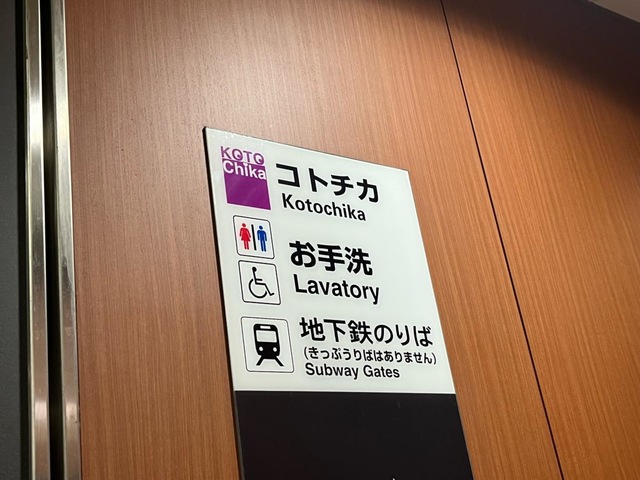 KOTO
Chika
コトチカ
Kotochika
お手洗
Lavatory
地下鉄のりば
(きっぷうりばはありません)
Subway Gates